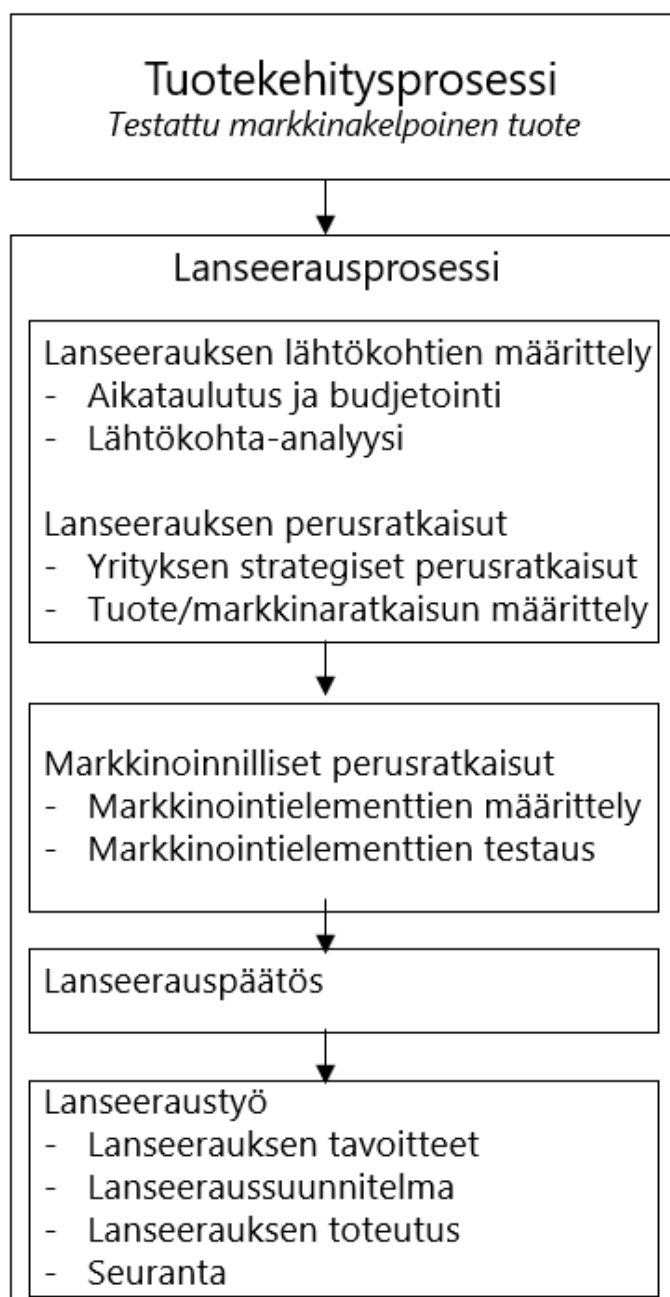 Tuotekehitysprosessi
Testattu markkinakelpoinen tuote
Lanseerausprosessi
Lanseerauksen lähtökohtien määrittely
- Aikataulutus ja budjetointi
- Lähtökohta-analyysi
Lanseerauksen perusratkaisut
- Yrityksen strategiset perusratkaisut
- Tuote/markkinaratkaisun määrittely
Markkinoinnilliset perusratkaisut
- Markkinointielementtien määrittely
- Markkinointielementtien testaus
Lanseerauspäätös
Lanseeraustyö
- Lanseerauksen tavoitteet
- Lanseeraussuunnitelma
- Lanseerauksen toteutus
- Seuranta